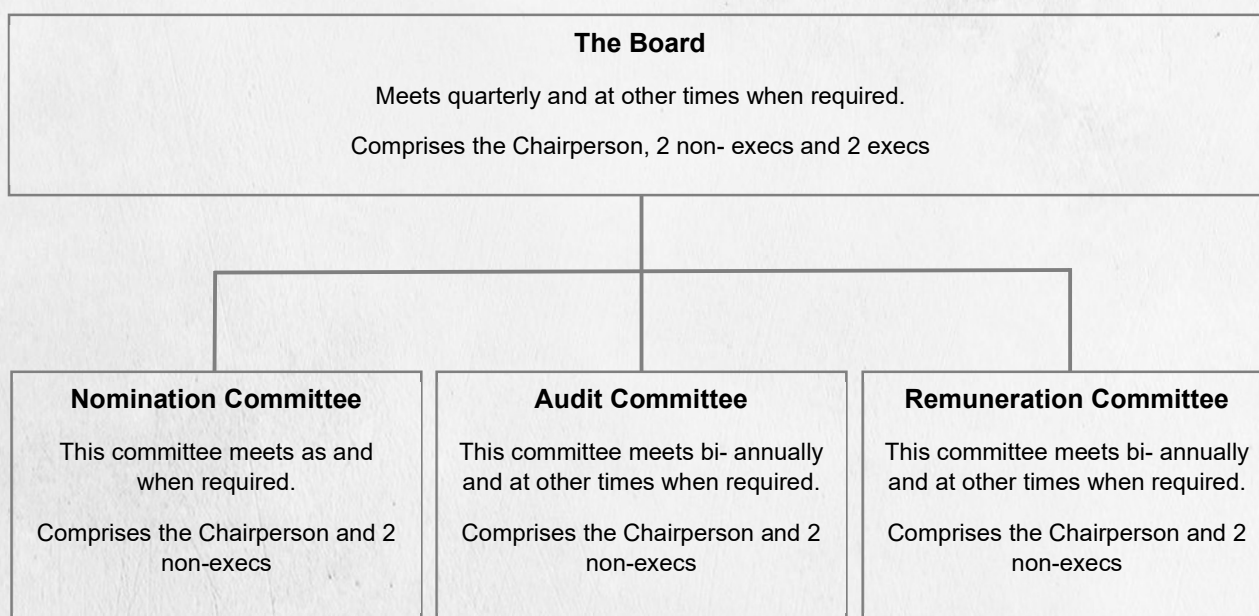 The Board
Meets quarterly and at other times when required.
Comprises the Chairperson, 2 non- execs and 2 execs
Nomination Committee
This committee meets as and
when required.
Comprises the Chairperson and 2
non-execs
Audit Committee
This committee meets bi- annually
and at other times when required.
Comprises the Chairperson and 2
non-execs
Remuneration Committee
This committee meets bi- annually
and at other times when required.
Comprises the Chairperson and 2
non-execs